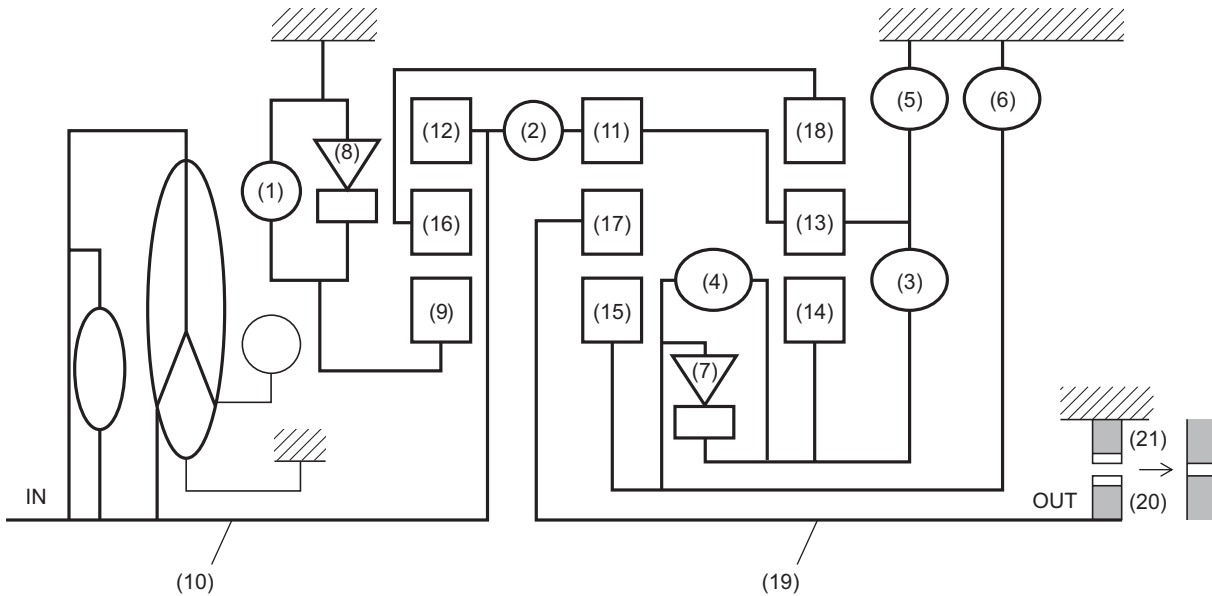 (5) (6)
(12) (2) (11) (18)
(8)
(1)
(16) (17) (13)
(4) (3)
(9) (15) (14)
(7)
(21)
IN OUT (20)
(10) (19)